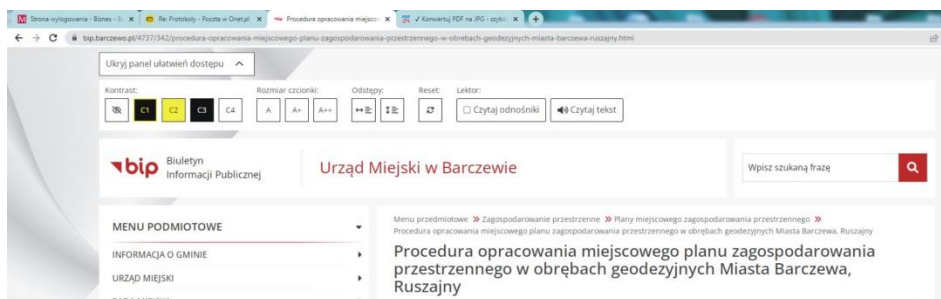 Strona wylogowania - Biznes -
Re: Protokoły - Poczta w Onet.pl
Procedura opracowania miejscow
✓ Konwertuj PDF na JPG - szybk
bip.barczewo.pl/4737/342/procedura-opracowania-miejscowego-planu-zagospodarowania-przestrzennego-w-obrebach-geodezyjnych-miasta-barczewa-ruszajny.html
Ukryj panel ułatwień dostępu
Kontrast: Rozmiar czcionki: Odstępy: Reset: Lektor:
C1 C2 C3 C4 A A+ A++ Czytaj odnośniki Czytaj tekst
bip Biuletyn
Informacji Publicznej
Urząd Miejski w Barczewie
Wpisz szukaną frazę
MENU PODMIOTOWE
INFORMACJA O GMINIE
URZĄD MIEJSKI
Menu przedmiotowe » Zagospodarowanie przestrzenne » Plany miejscowego zagospodarowania przestrzennego »
Procedura opracowania miejscowego planu zagospodarowania przestrzennego w obrębach geodezyjnych Miasta Barczewa, Ruszajny
Procedura opracowania miejscowego planu zagospodarowania
przestrzennego w obrębach geodezyjnych Miasta Barczewa,
Ruszajny